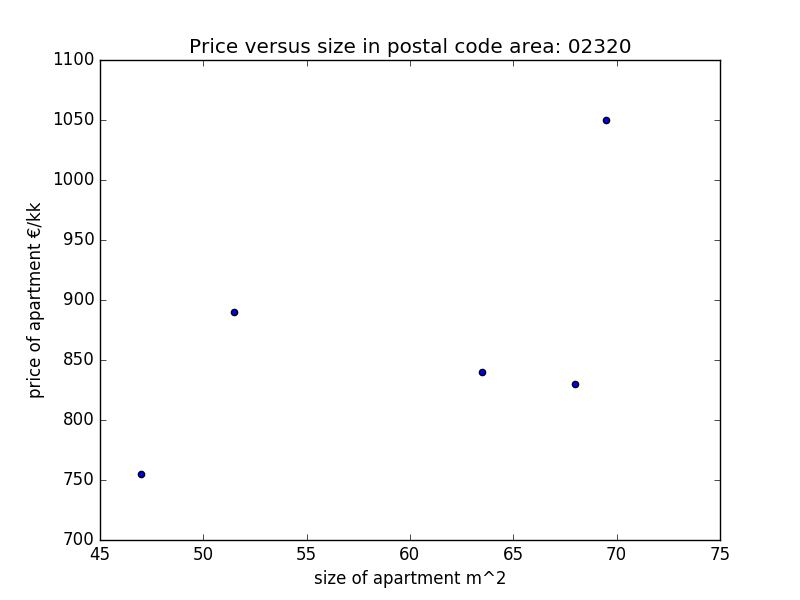 Price versus size in postal code area: 02320
1100
1050
1000
950
900
850
800
750
700
price of apartment €/kk
45 50 55 60 65 70 75
size of apartment m^2